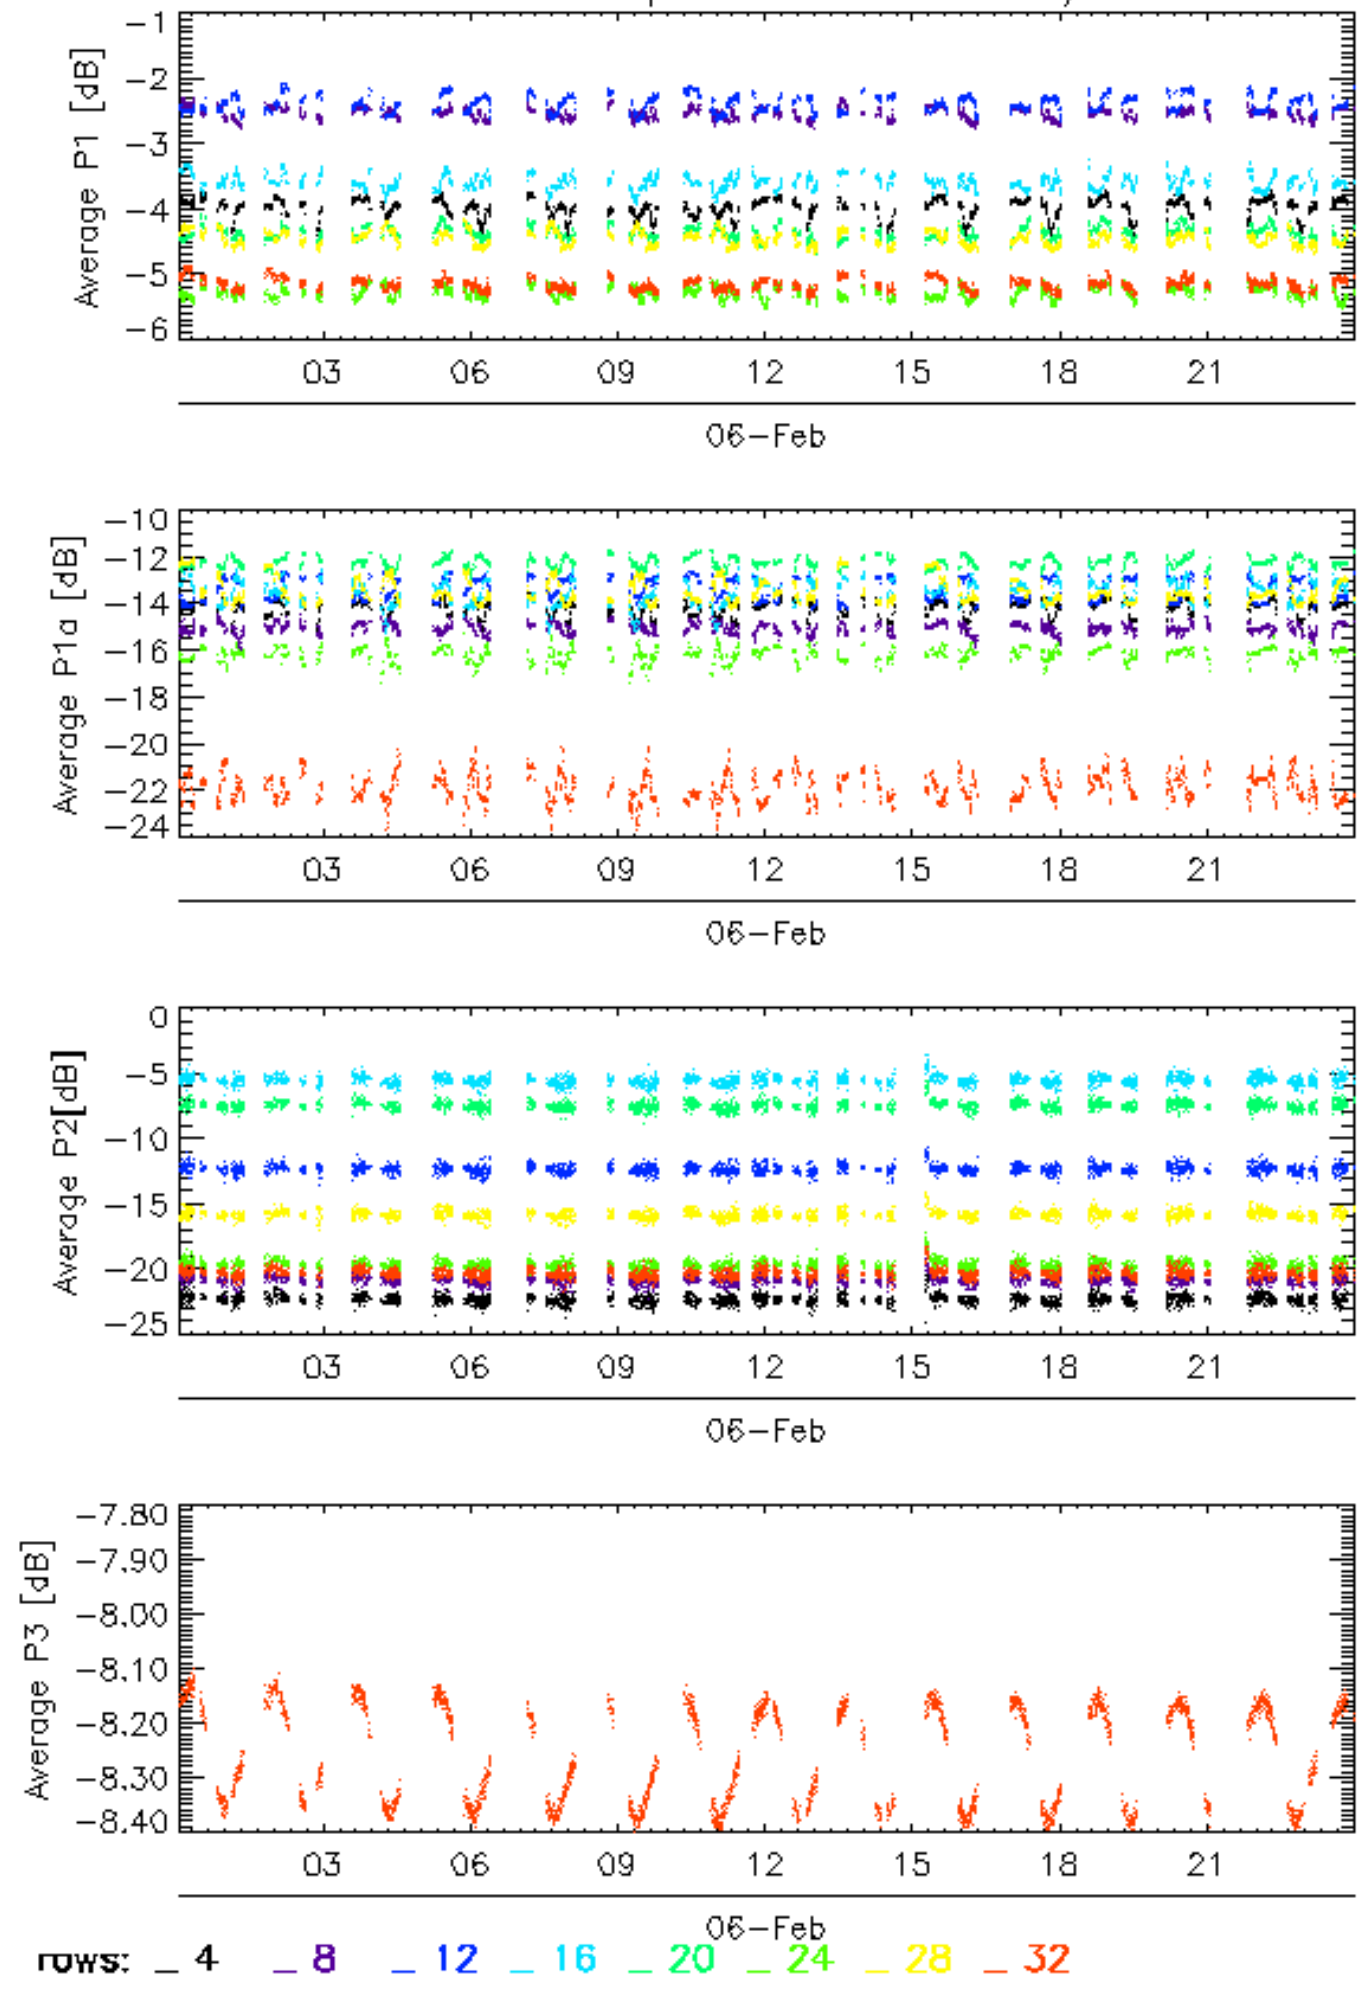 Average P1 [dB]
-1
-2
-3
-4
-5
-6
03 06 09 12 15 18 21
06-Feb
Average P1a [dB]
-10
-12
-14
-16
-18
-20
-22
-24
03 06 09 12 15 18 21
06-Feb
Average P2[dB]
0
-5
-10
-15
-20
-25
03 06 09 12 15 18 21
06-Feb
Average P3 [dB]
-7.80
-7.90
-8.00
-8.10
-8.20
-8.30
-8.40
03 06 09 12 15 18 21
06-Feb
rows: _ 4 _ 8 _ 12 _ 16 _ 20 _ 24 _ 28 _ 32